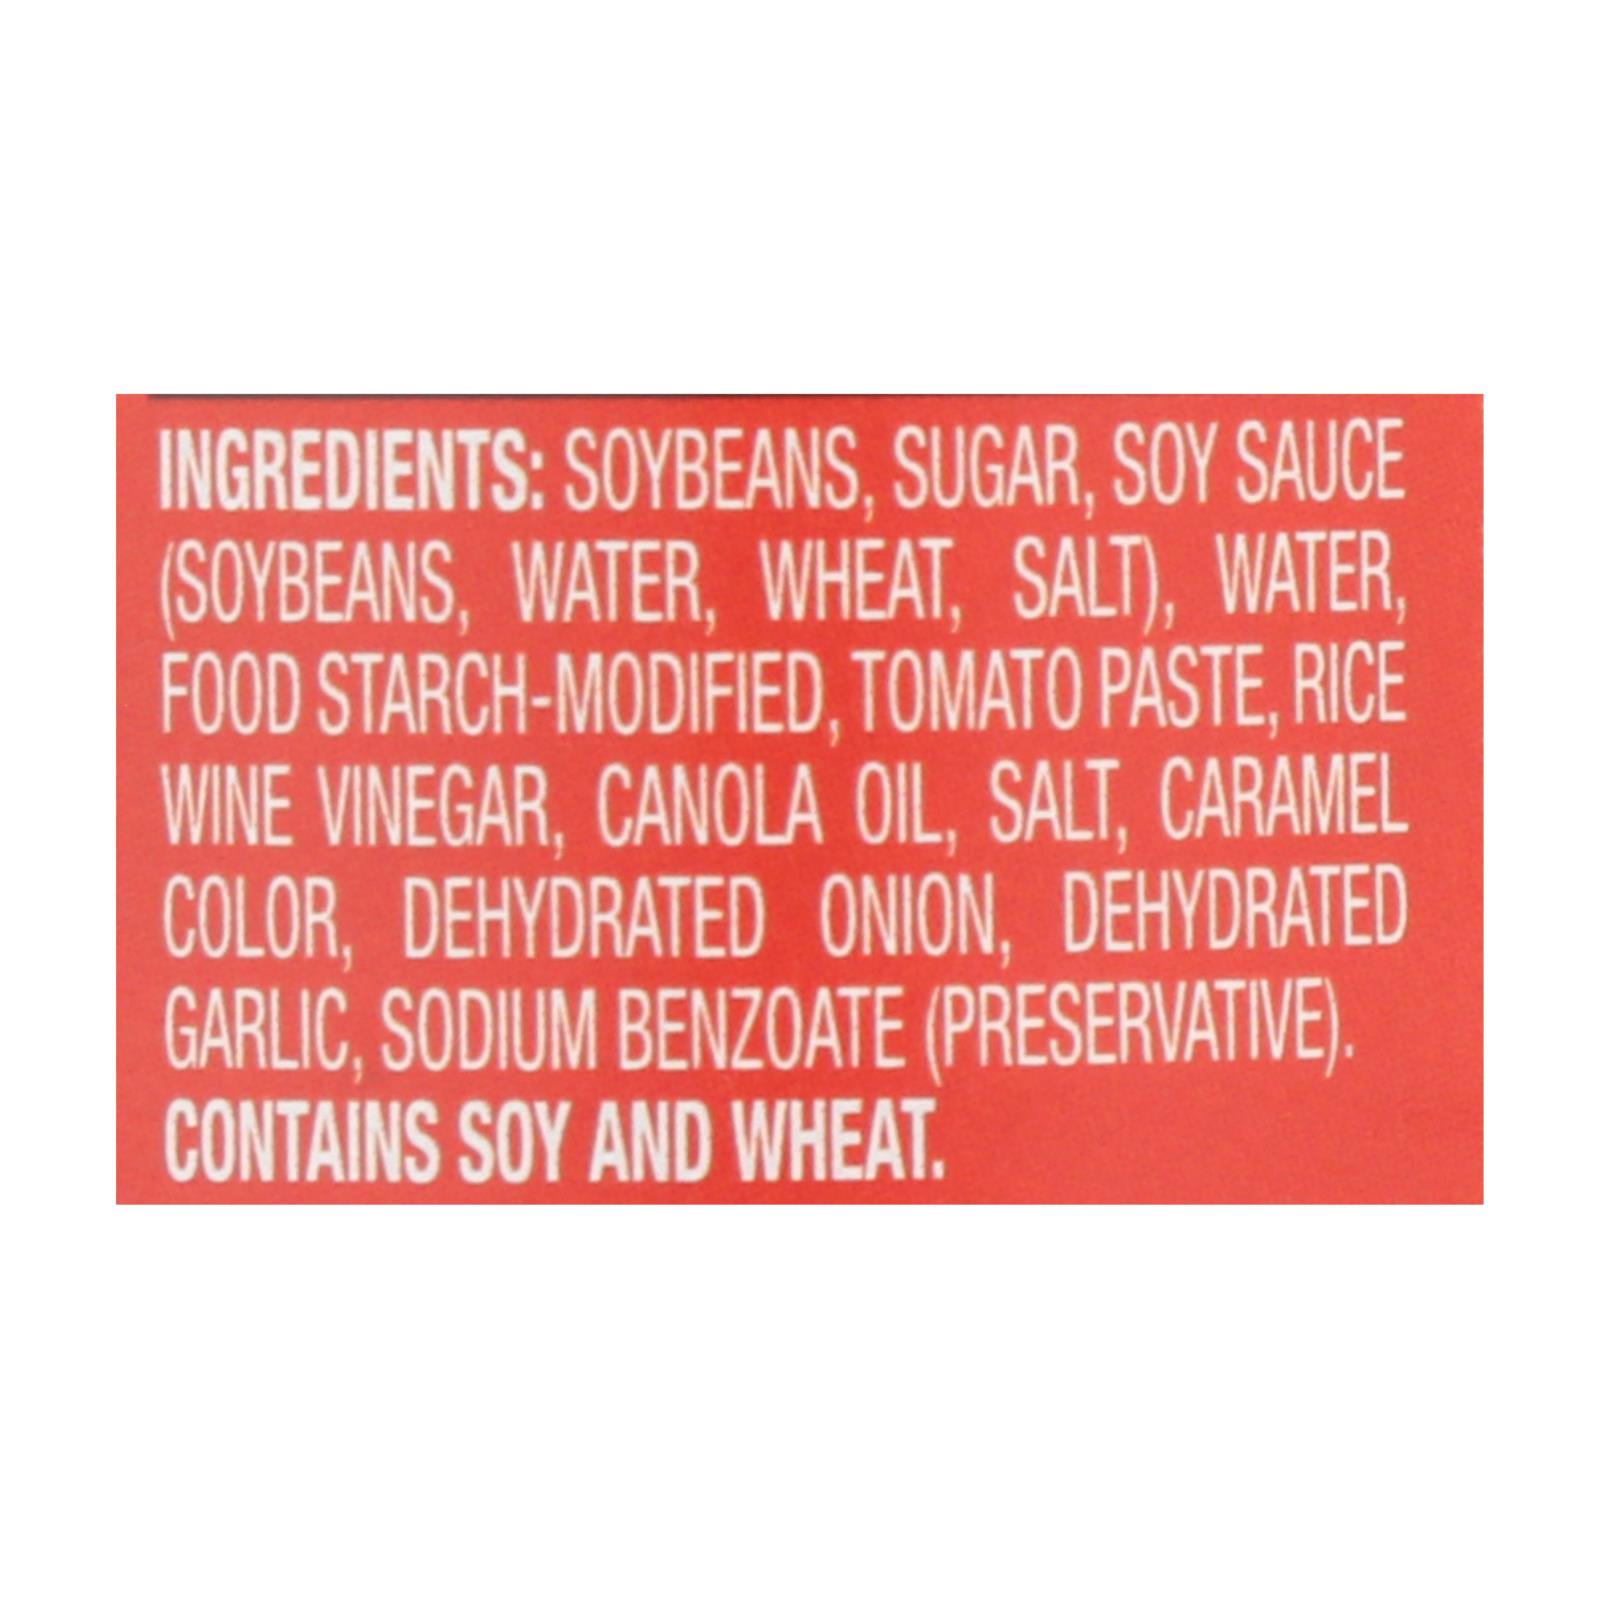 INGREDIENTS: SOYBEANS, SUGAR, SOY SAUCE
(SOYBEANS, WATER, WHEAT, SALT), WATER,
FOOD STARCH-MODIFIED, TOMATO PASTE, RICE
WINE VINEGAR, CANOLA OIL, SALT, CARAMEL
COLOR, DEHYDRATED ONION, DEHYDRATED
GARLIC, SODIUM BENZOATE (PRESERVATIVE).
CONTAINS SOY AND WHEAT.